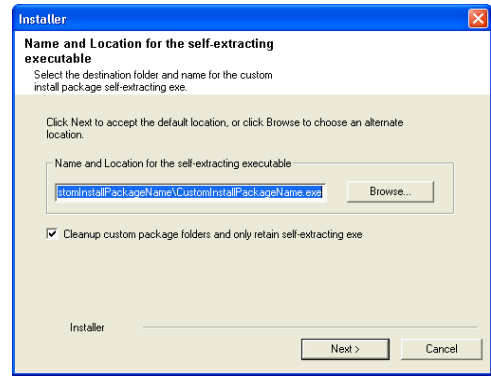 Installer
Name and Location for the self-extracting
executable
Select the destination folder and name for the custom
install package self-extracting exe.
Click Next to accept the default location, or click Browse to choose an alternate
location.
Name and Location for the self-extracting executable
stomInstallPackageName\CustomInstallPackageName.exe
Browse...
Cleanup custom package folders and only retain self-extracting exe
Installer
Next >
Cancel